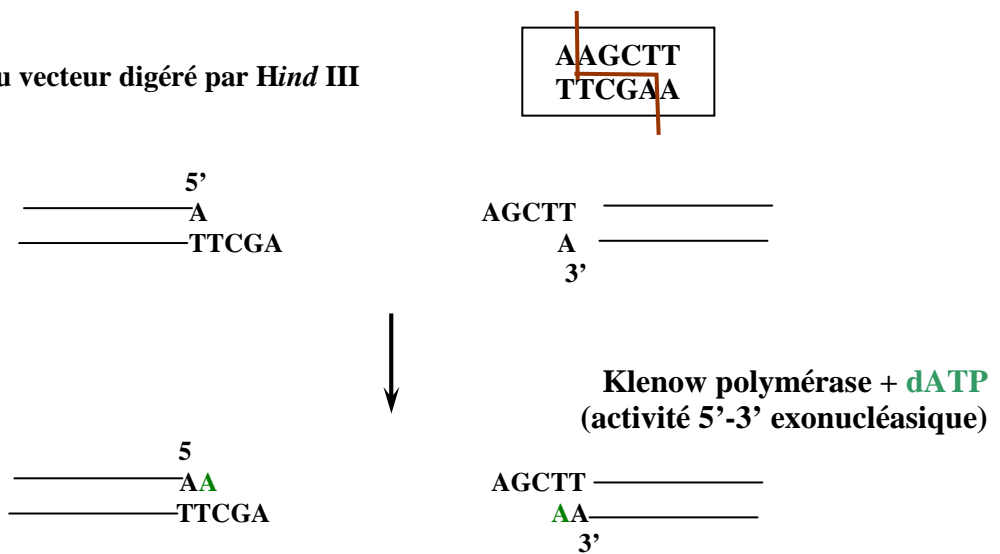 AAGCTT
u vecteur digéré par Hind III
TTCGAA
5’
A
AGCTT
TTCGA
A
3’
Klenow polymérase + dATP
(activité 5’-3’ exonucléasique)
5
AA
AGCTT
TTCGA
AA
3’